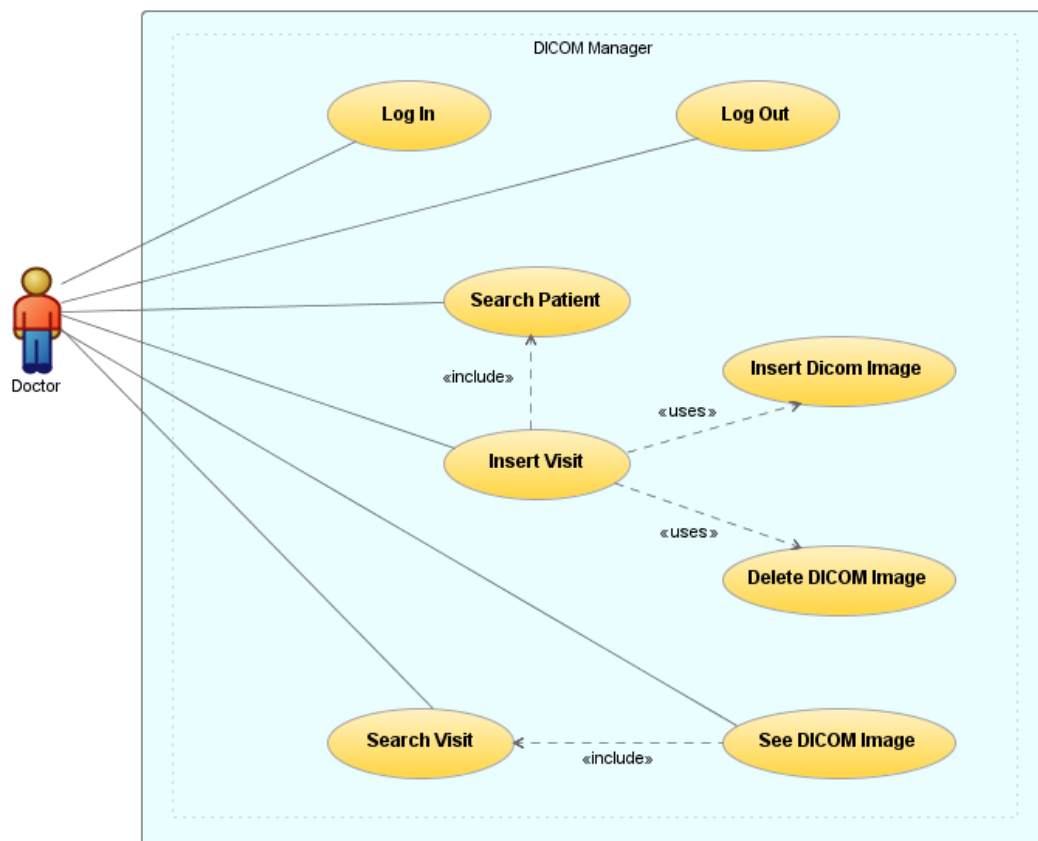 DICOM Manager
Log In
Log Out
Search Patient
Doctor
«include»
Insert Dicom Image
«uses»
Insert Visit
«uses»
Delete DICOM Image
Search Visit
«include»
See DICOM Image